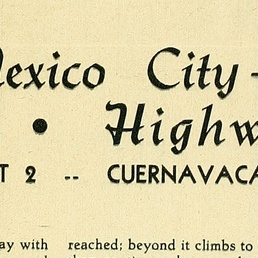 Mexico City -
• Highw
T 2 -- CUERNAVACA
ay with reached; beyond it climbs to